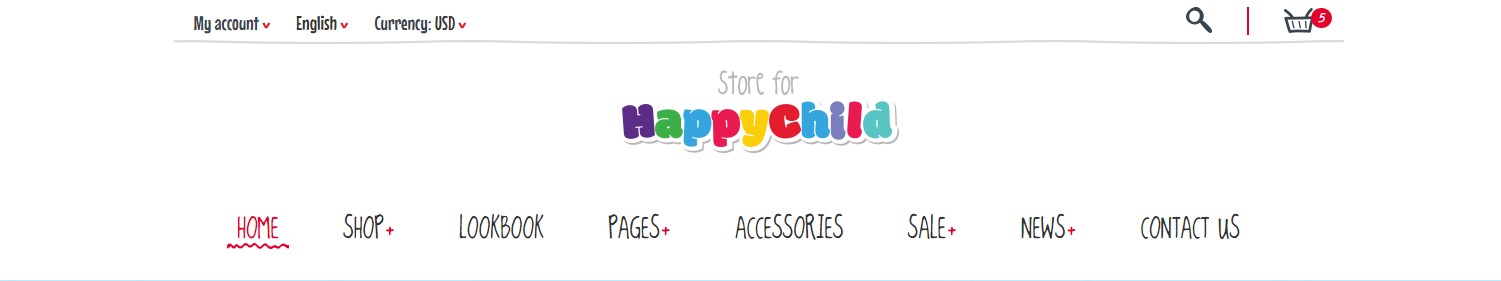 My account English Currency: USD 5
Store for
HappyChild
HOME SHOP+ LOOKBOOK PAGES+ ACCESSORIES SALE+ NEWS+ CONTACT US